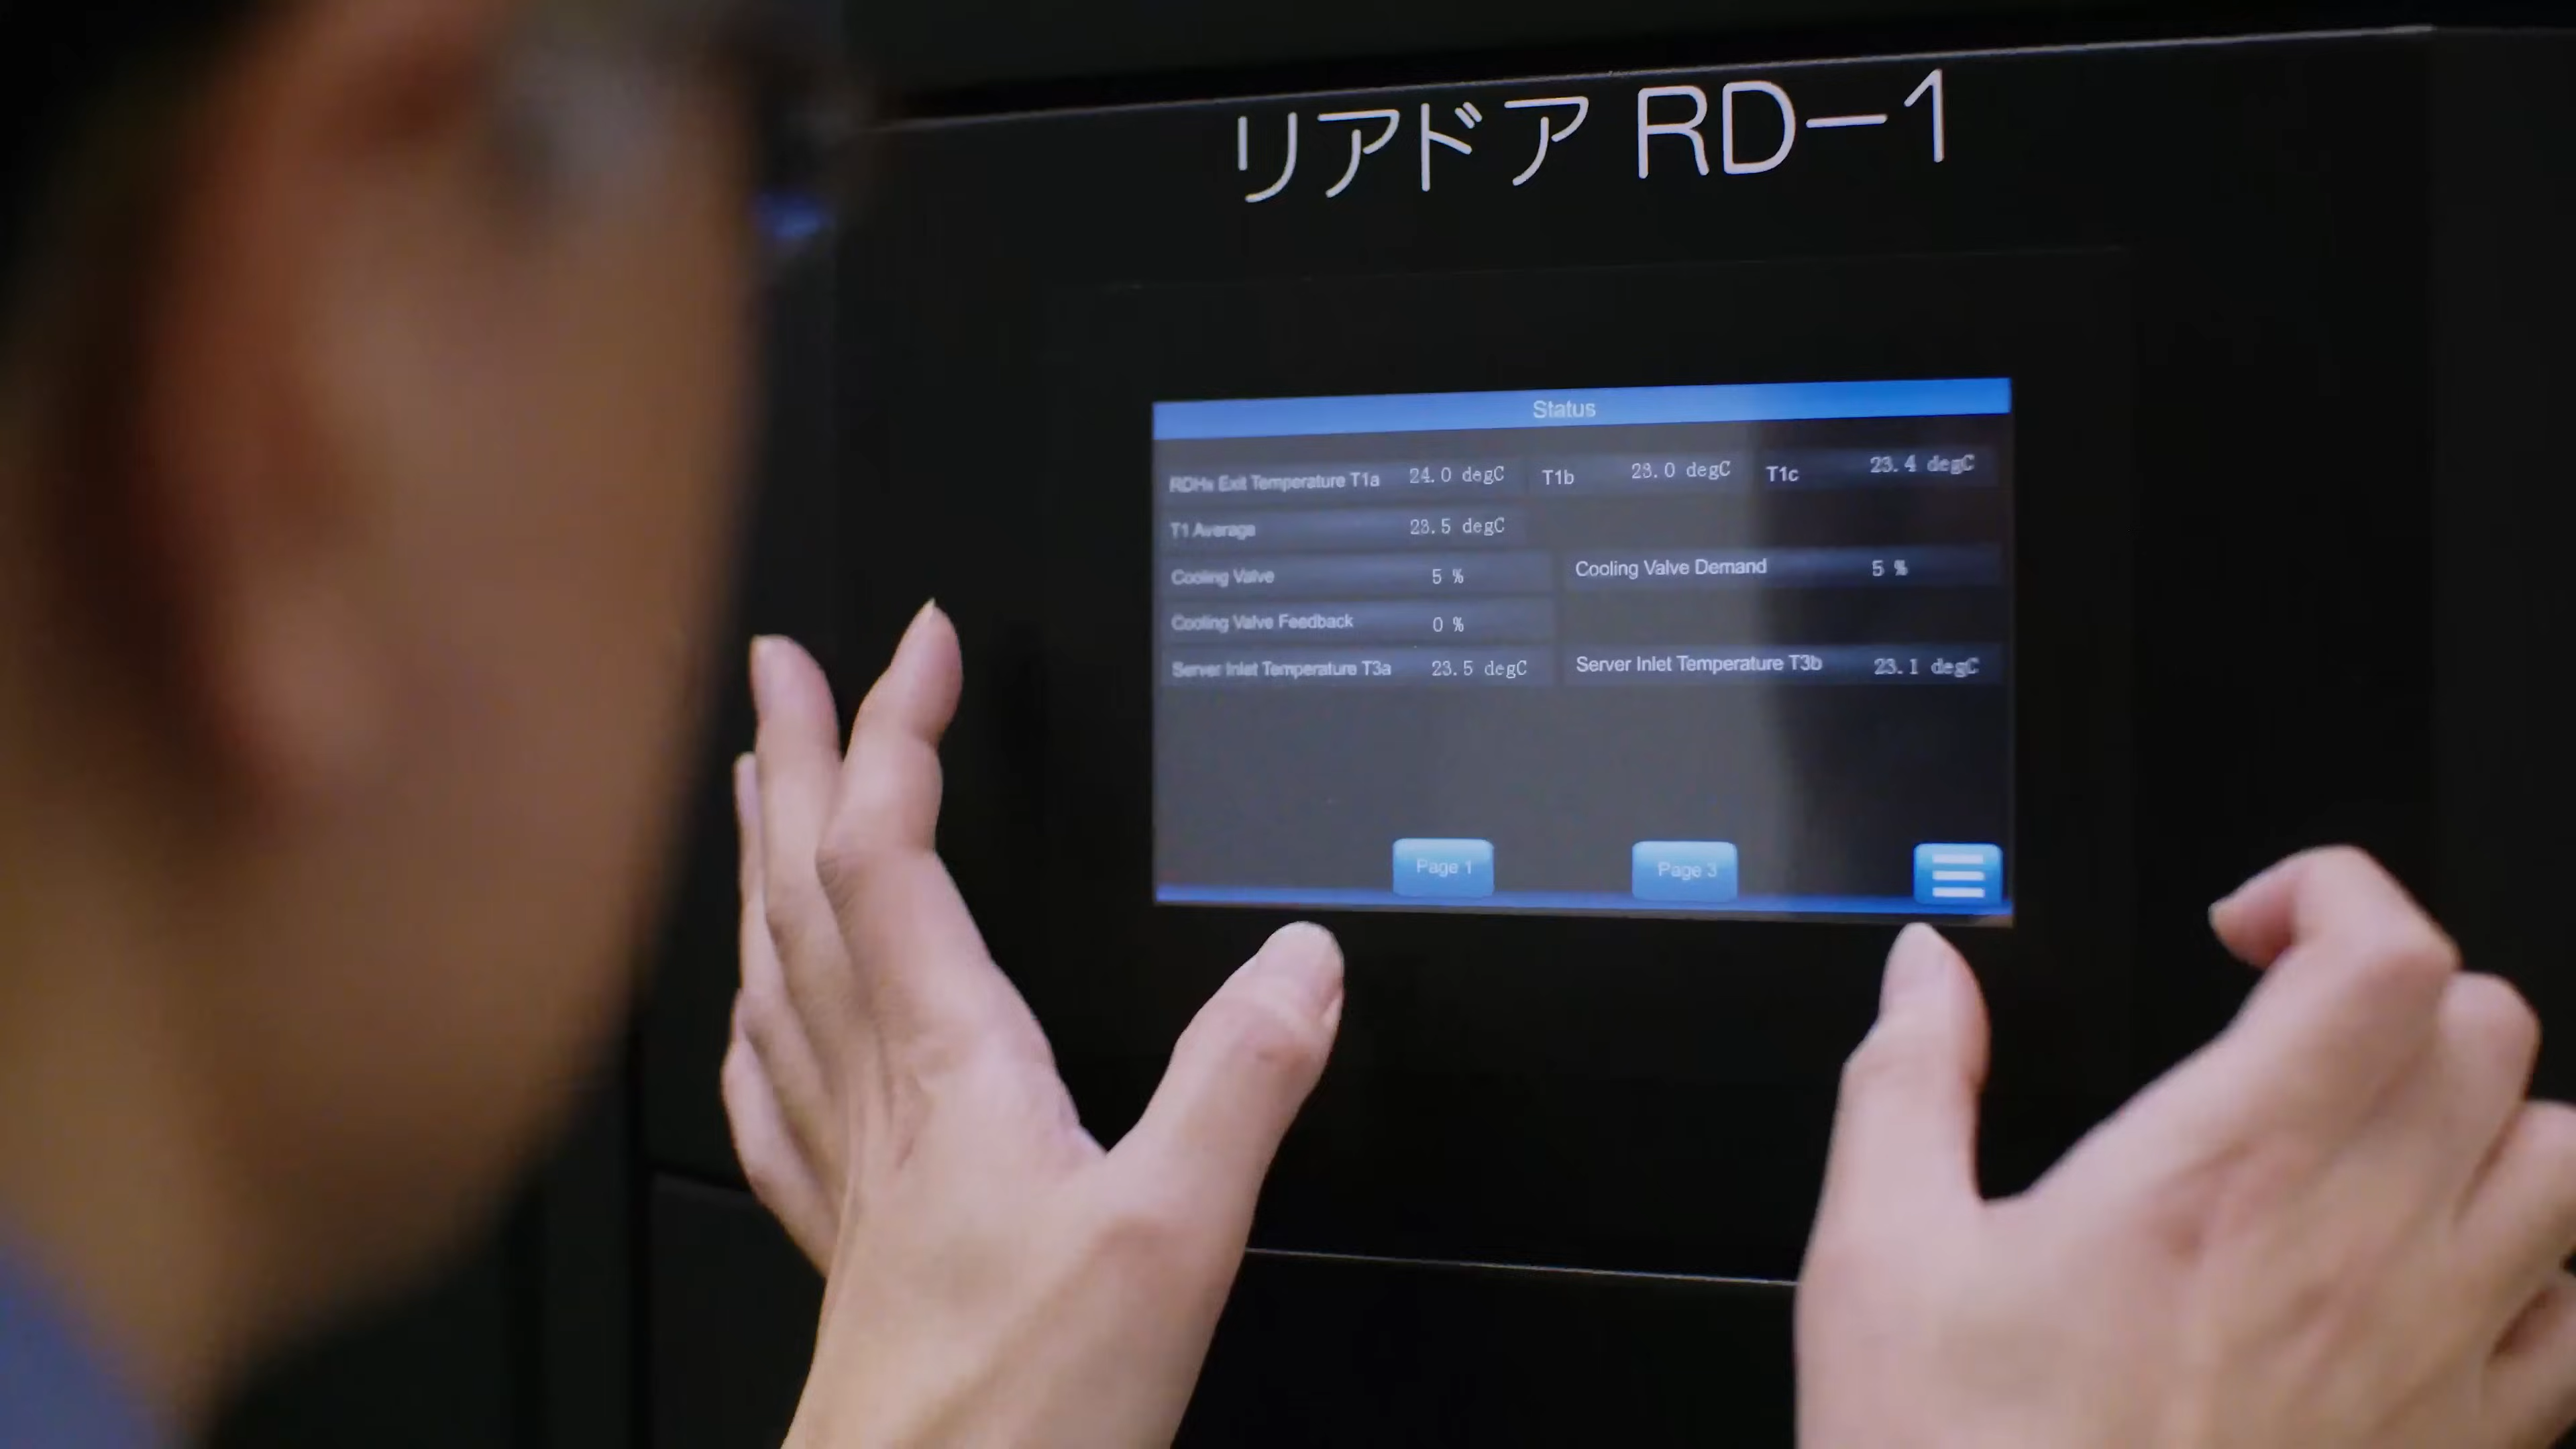 リアドア RD-1
Status
RDHx Exit Temperature T1a 24.0 degC T1b 23.0 degC T1c 23.4 degC
T1 Average 23.5 degC
Cooling Valve 5 % Cooling Valve Demand 5 %
Cooling Valve Feedback 0 %
Server Inlet Temperature T3a 23.5 degC Server Inlet Temperature T3b 23.1 degC
Page 1 Page 3